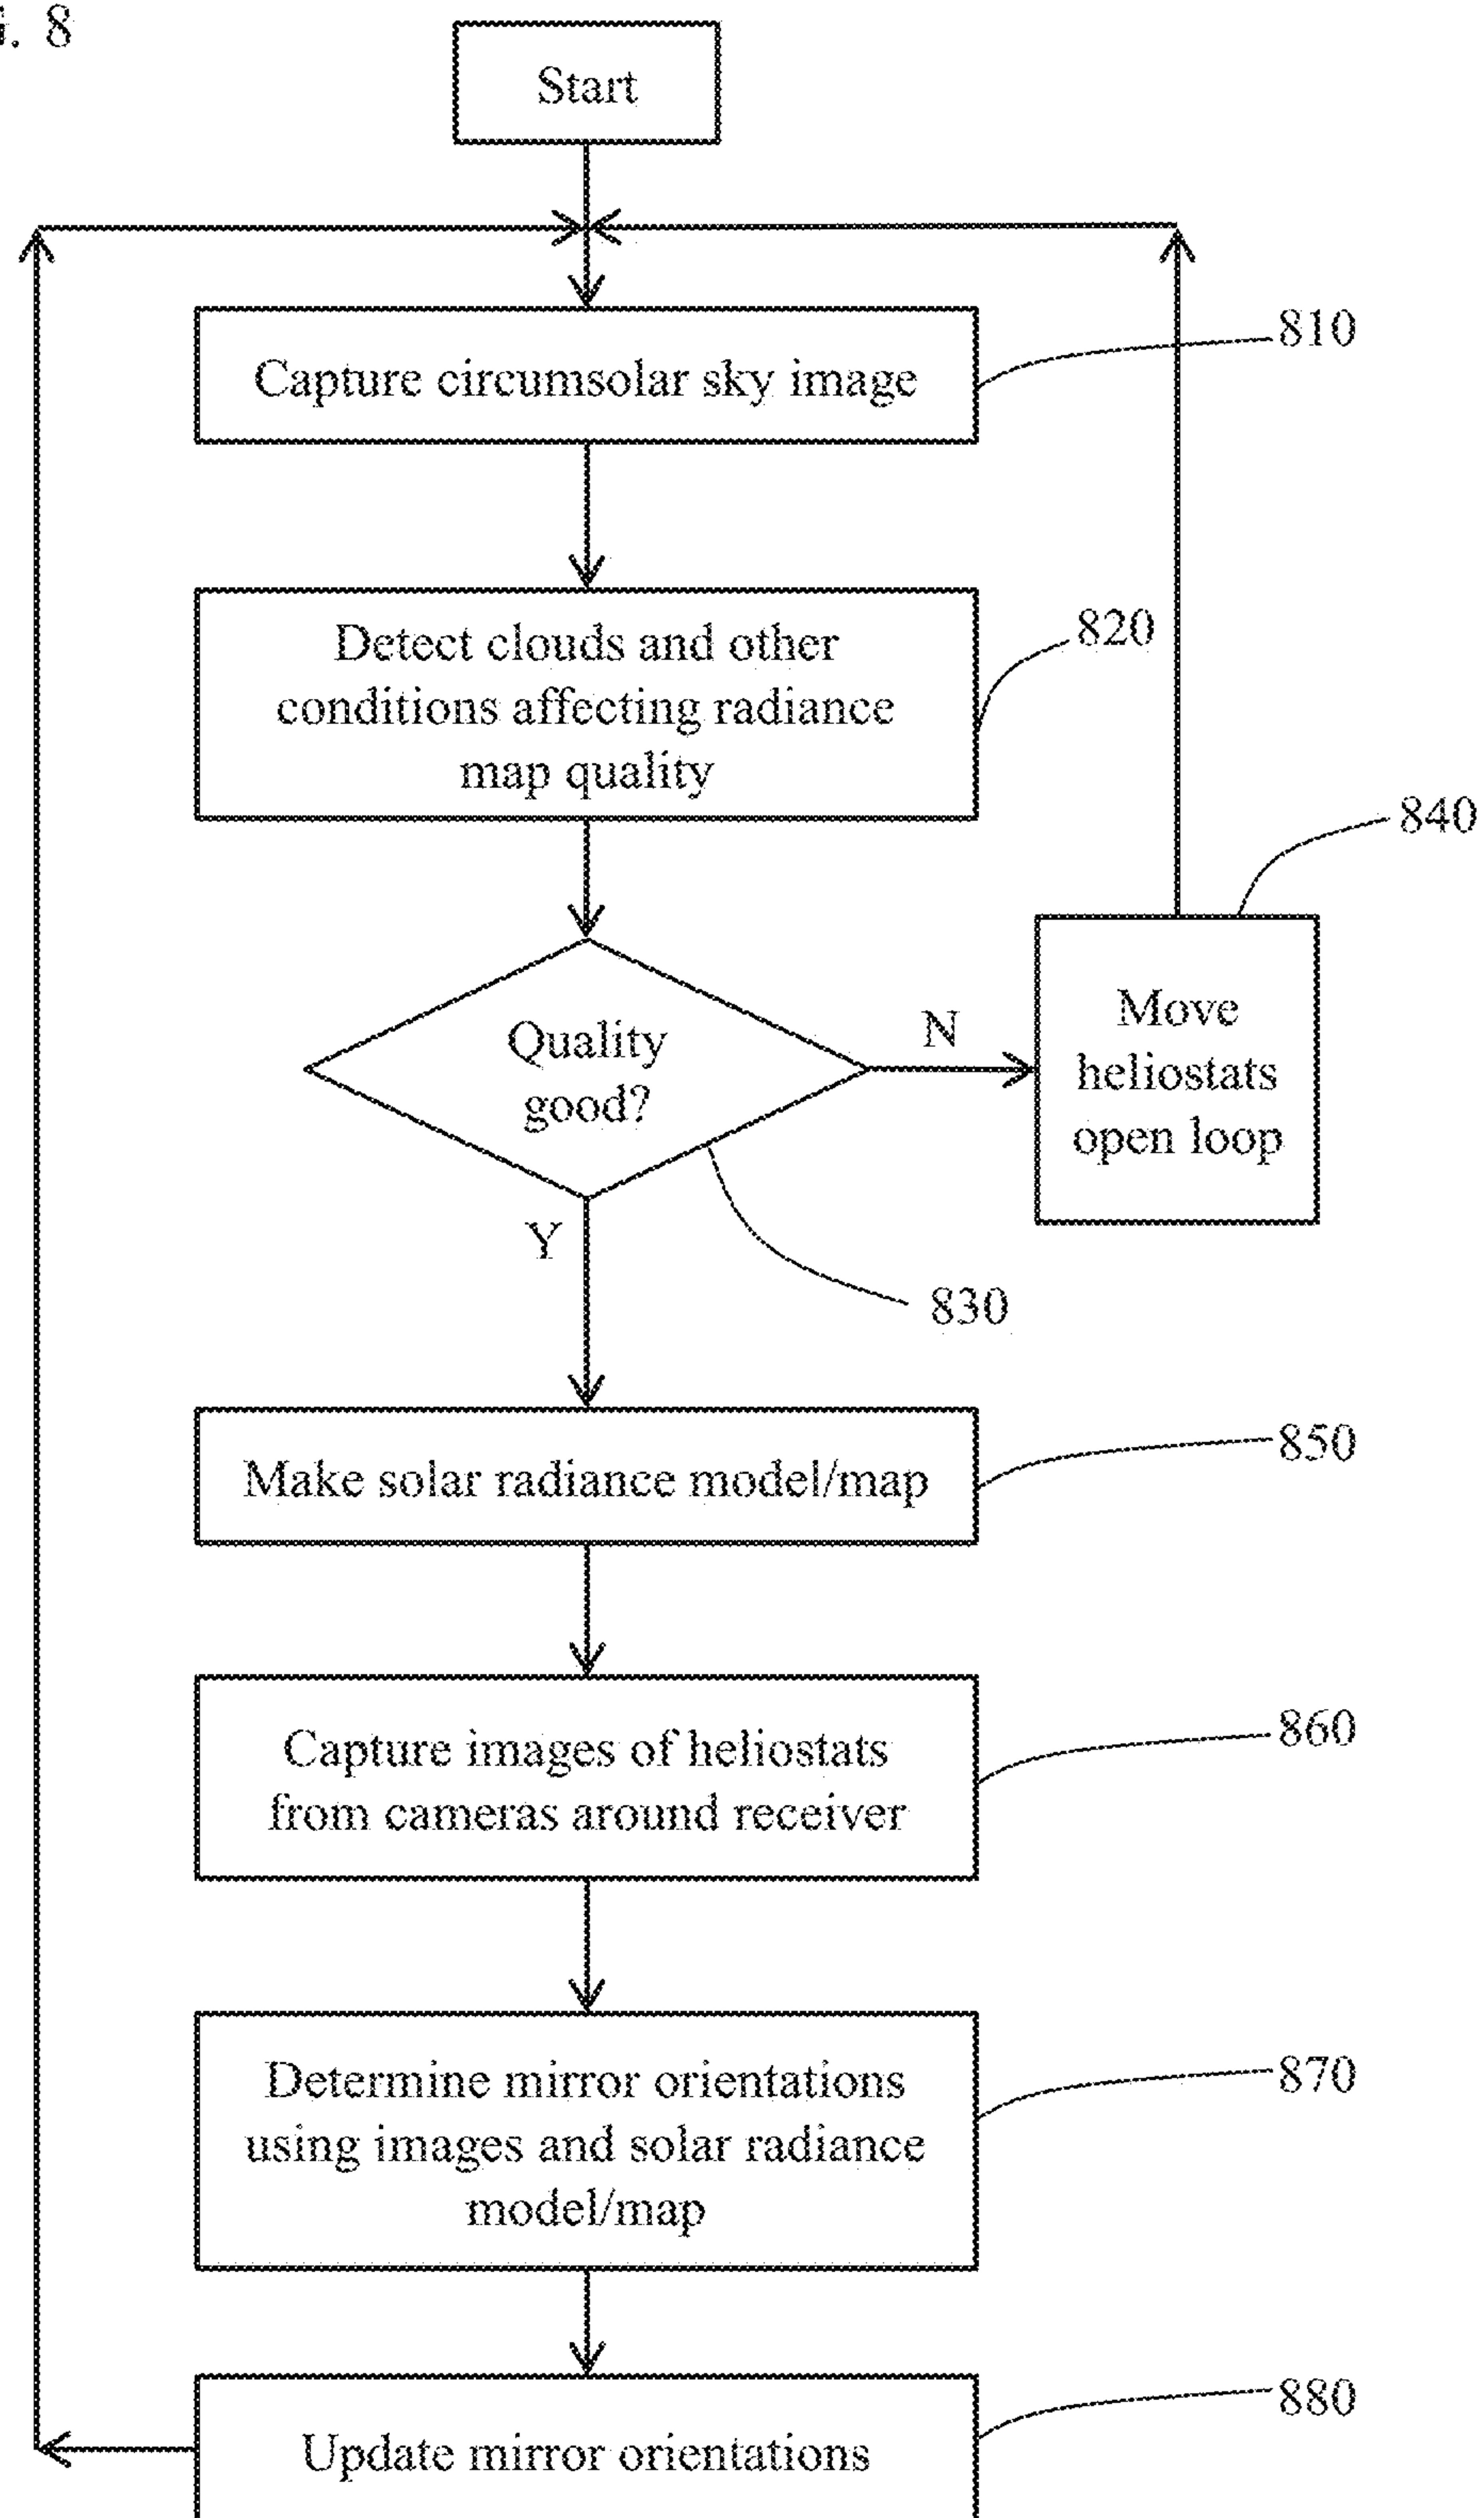 . 8
Start
810
Capture circumsolar sky image
820
Detect clouds and other
conditions affecting radiance
map quality
840
Move
heliostats
open loop
N
Quality
good?
Y
830
850
Make solar radiance model/map
860
Capture images of heliostats
from cameras around receiver
870
Determine mirror orientations
using images and solar radiance
model/map
880
Update mirror orientations